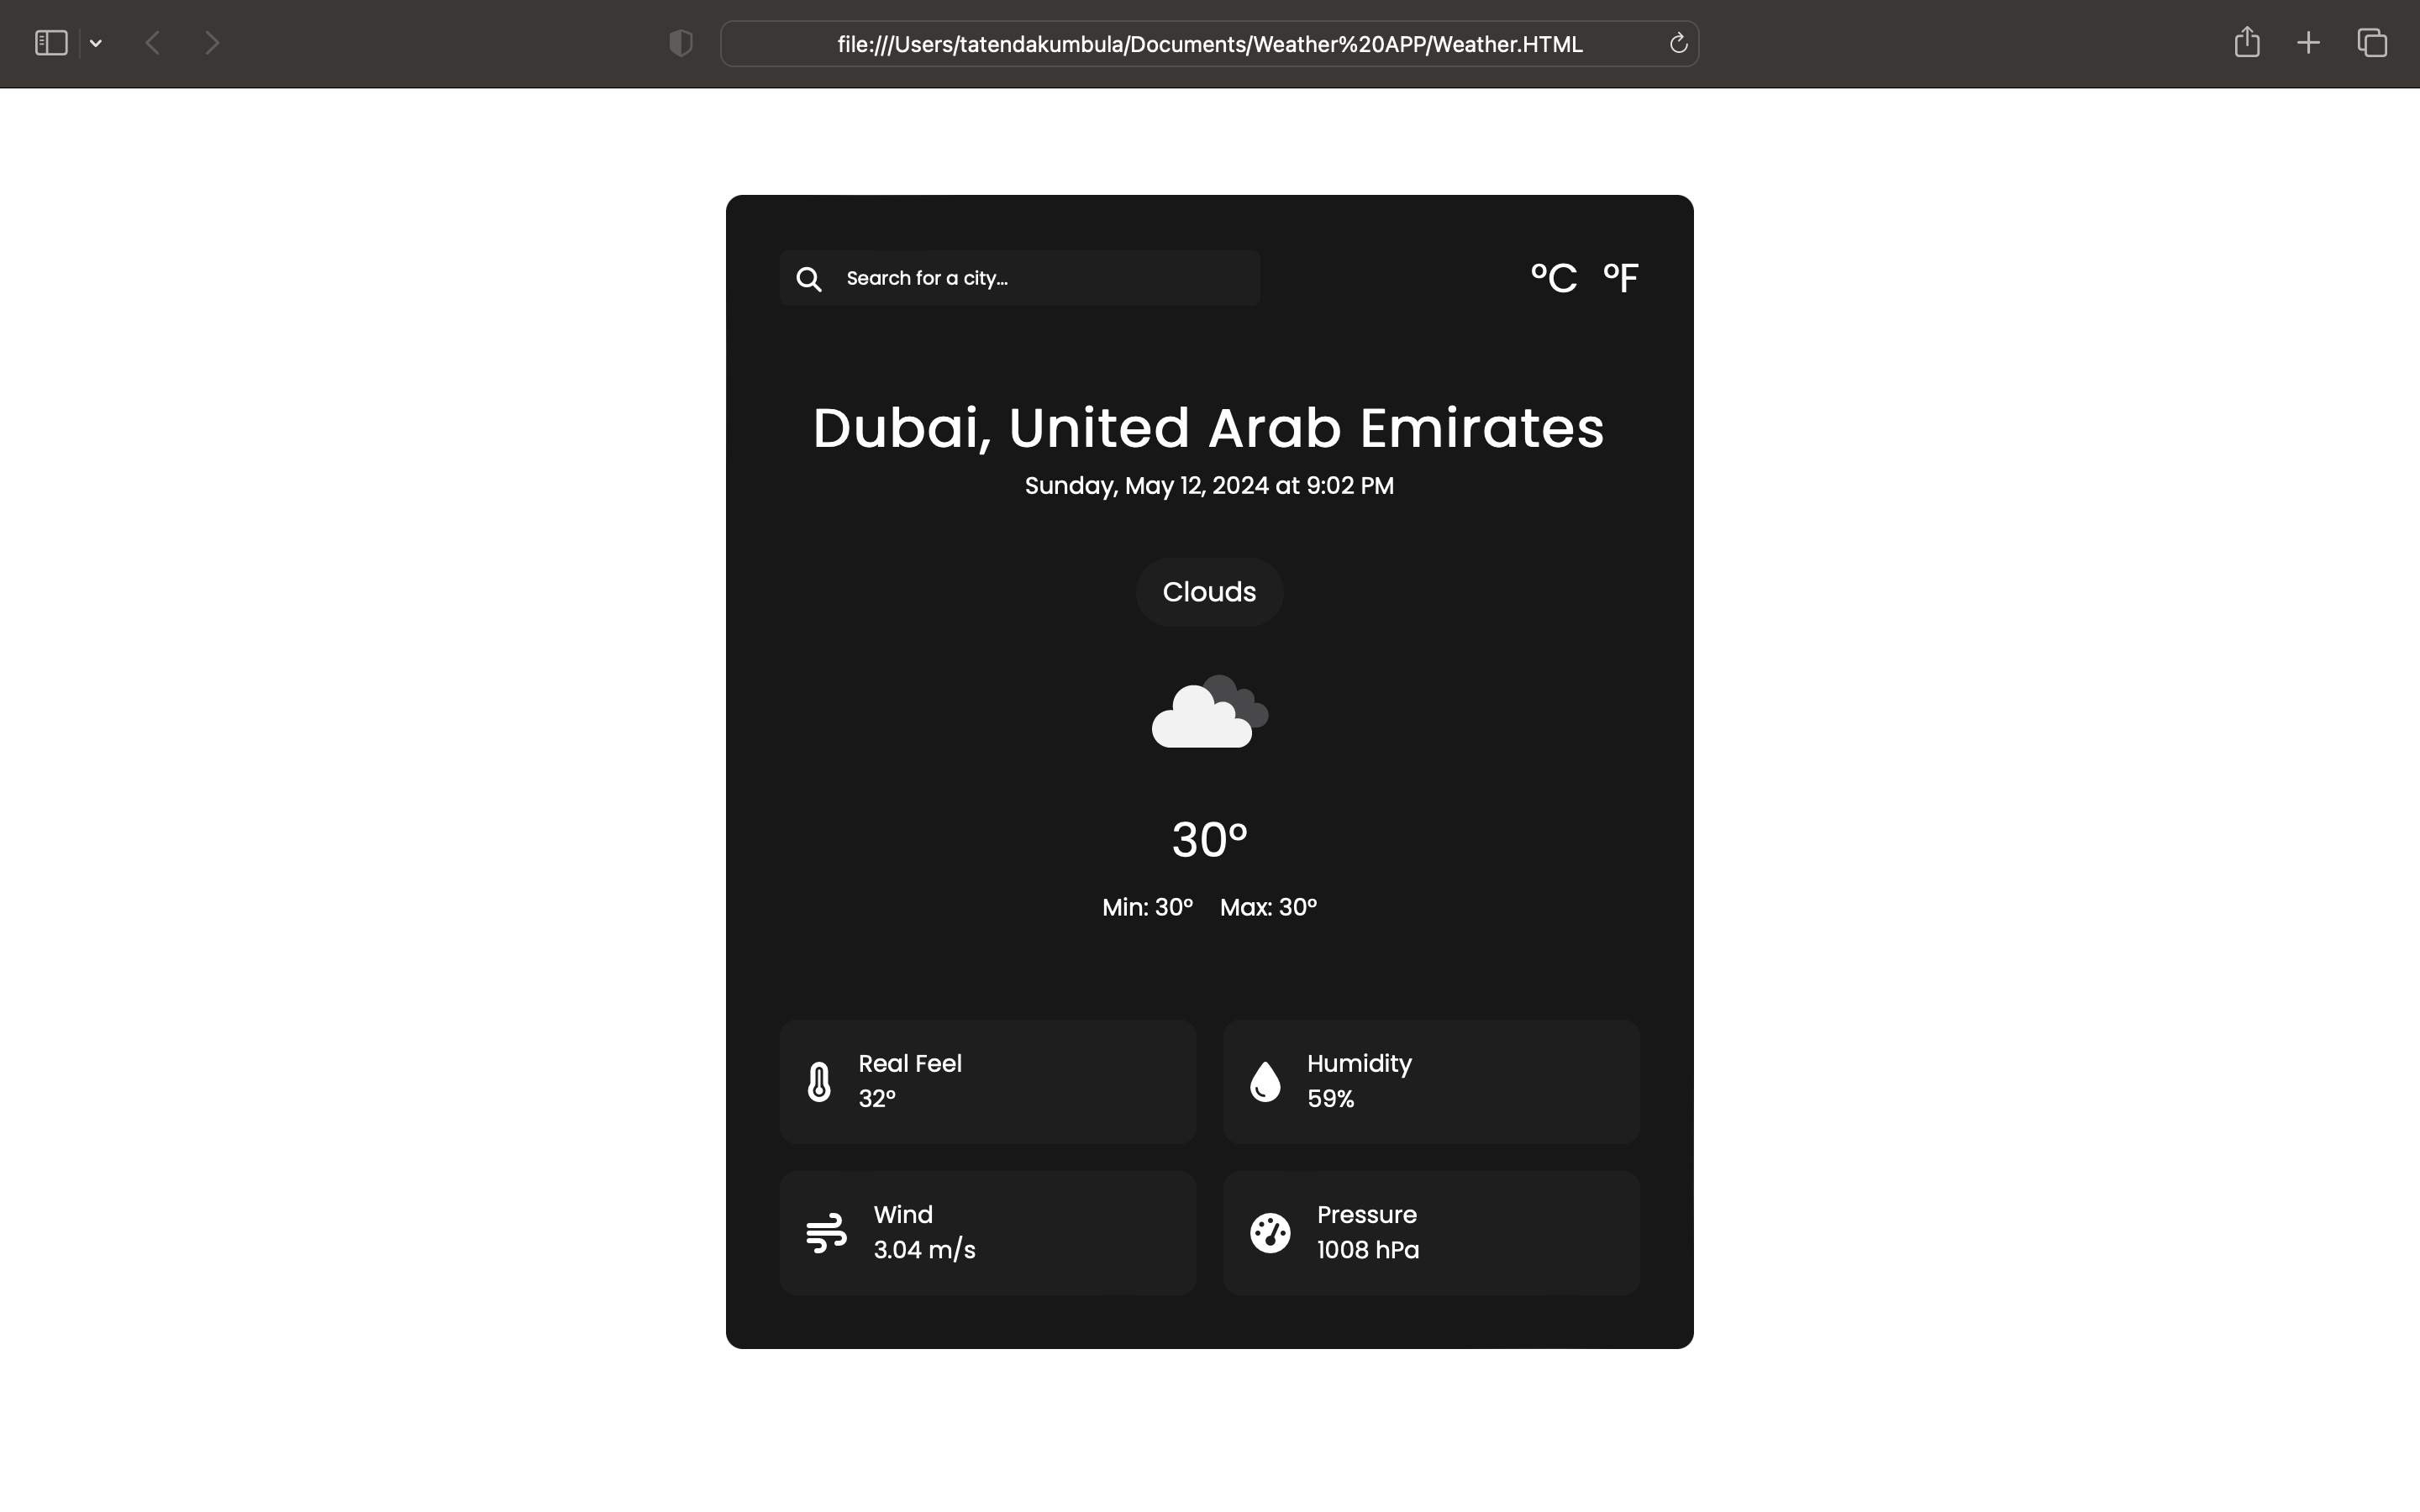 file:///Users/tatendakumbula/Documents/Weather%20APP/Weather.HTML
Search for a city...
°C °F
Dubai, United Arab Emirates
Sunday, May 12, 2024 at 9:02 PM
Clouds
30°
Min: 30° Max: 30°
Real Feel
32°
Humidity
59%
Wind
3.04 m/s
Pressure
1008 hPa